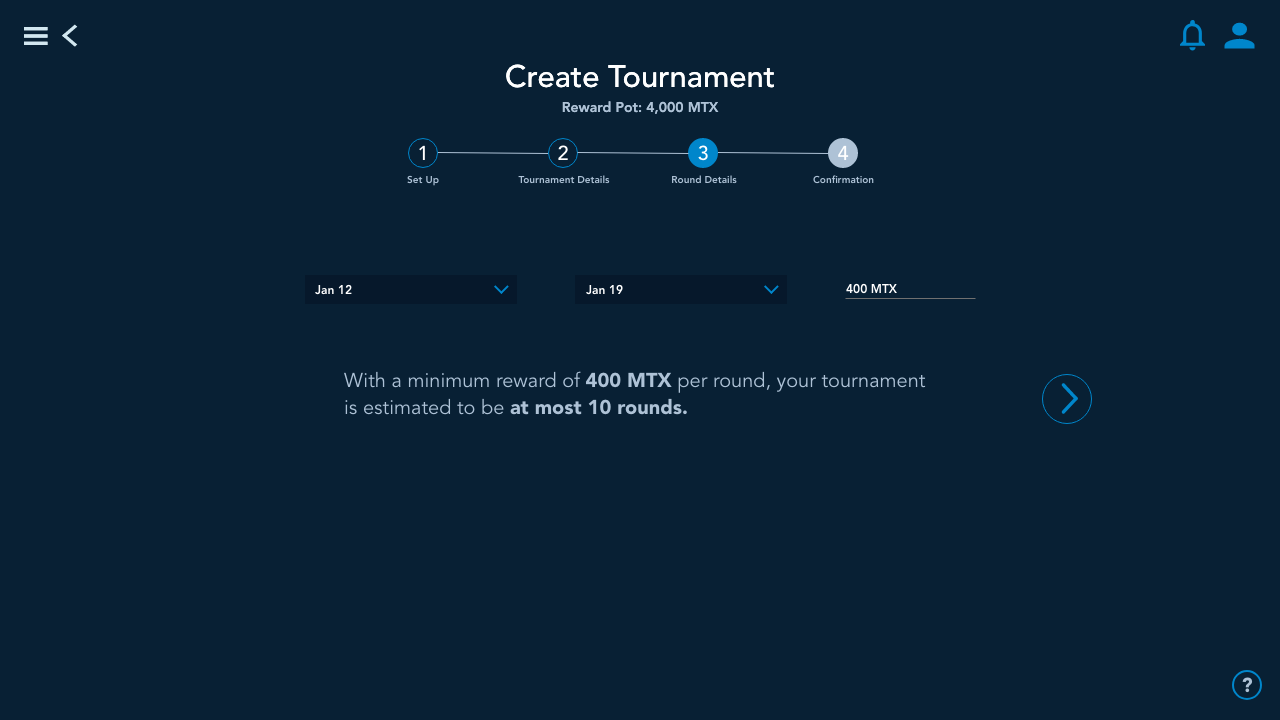 Create Tournament
Reward Pot: 4,000 MTX
1 2 3 4
Set Up Tournament Details Round Details Confirmation
Jan 12 Jan 19 400 MTX
With a minimum reward of 400 MTX per round, your tournament
is estimated to be at most 10 rounds.
?